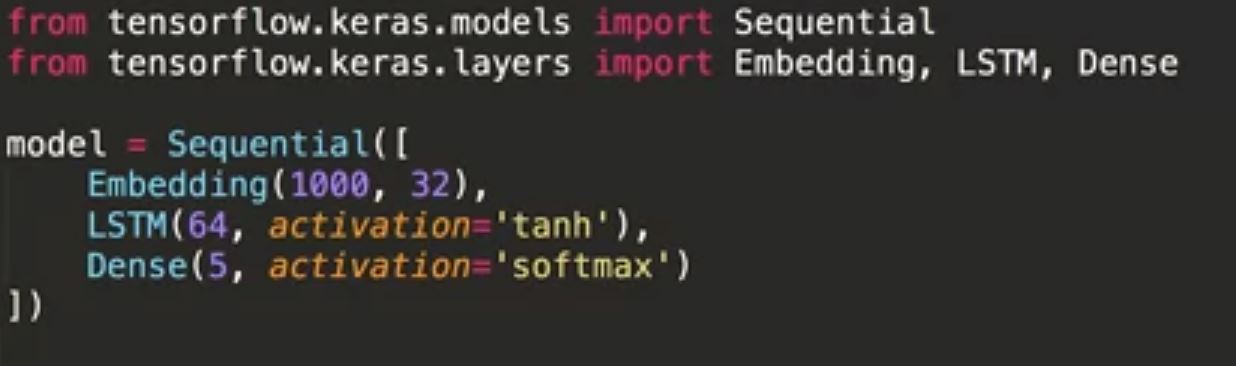 from tensorflow.keras.models import Sequential
from tensorflow.keras.layers import Embedding, LSTM, Dense
model = Sequential([
    Embedding(1000, 32),
    LSTM(64, activation='tanh'),
    Dense(5, activation='softmax')
])